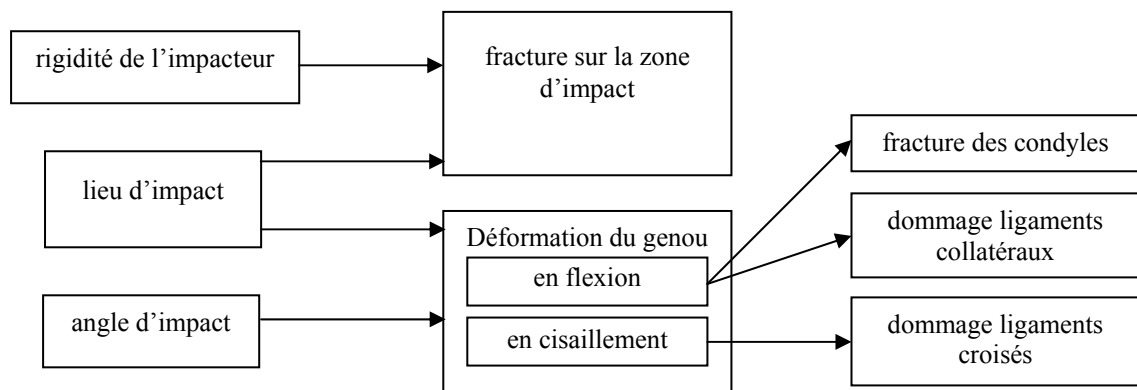 rigidité de l’impacteur
fracture sur la zone
d’impact
lieu d’impact
fracture des condyles
Déformation du genou
en flexion
dommage ligaments
collatéraux
angle d’impact
en cisaillement
dommage ligaments
croisés